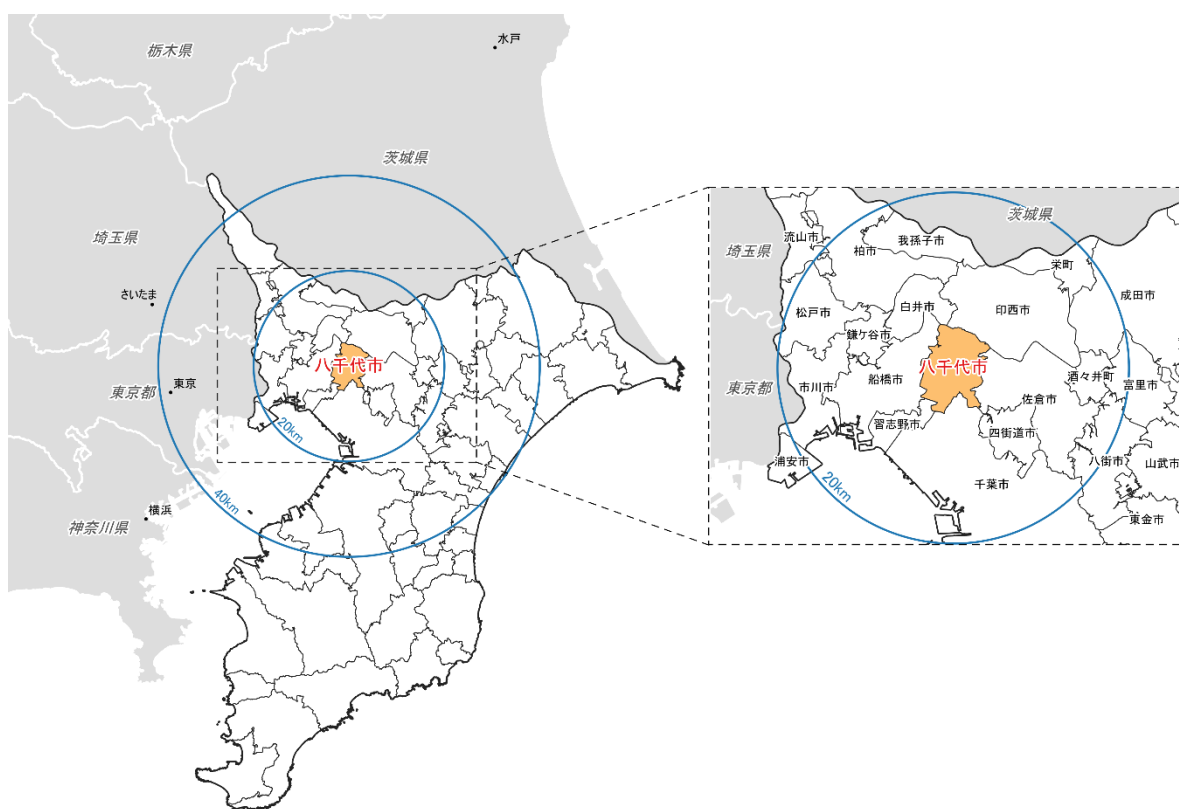 栃木県
水戸
茨城県
埼玉県
さいたま
東京都
東京
八千代市
20km
40km
神奈川県
横浜
茨城県
埼玉県
流山市
柏市
我孫子市
栄町
成田市
松戸市
白井市
印西市
鎌ケ谷市
東京都
市川市
船橋市
八千代市
酒々井町
富里市
佐倉市
習志野市
四街道市
浦安市
八街市
山武市
千葉市
20km
東金市